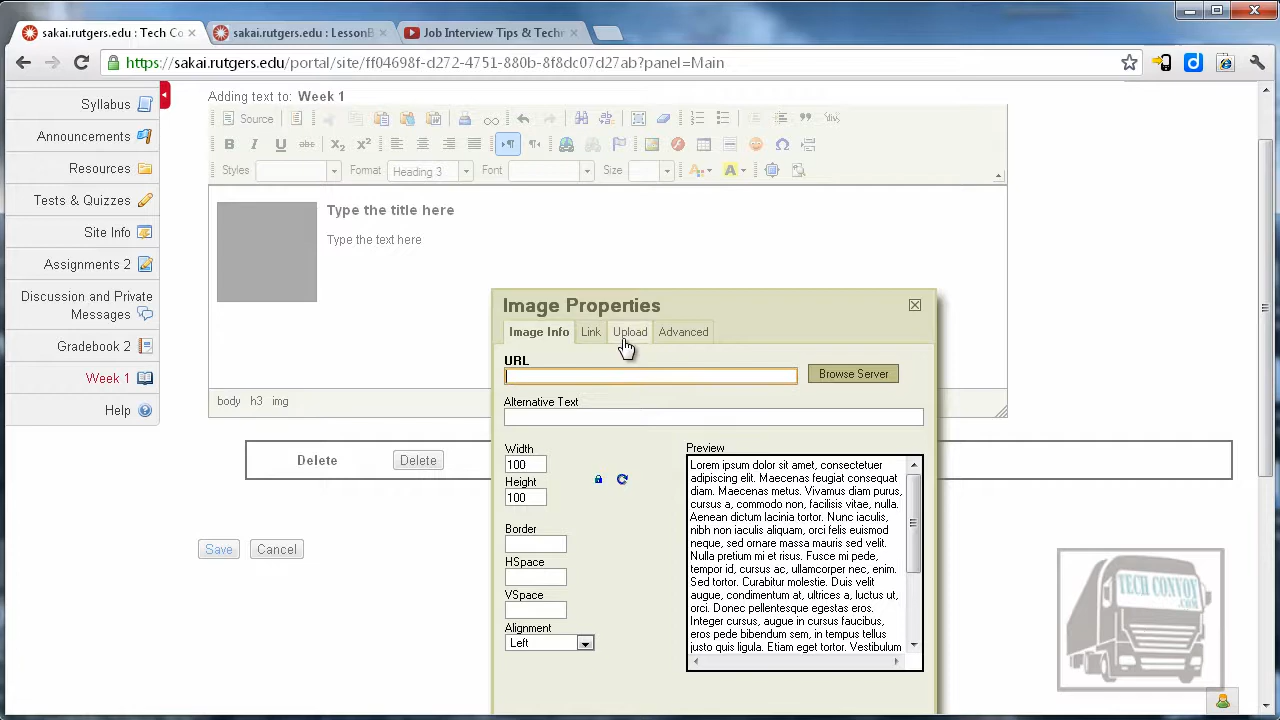 sakai.rutgers.edu : Tech Co
sakai.rutgers.edu : LessonB
Job Interview Tips & Techn
https://sakai.rutgers.edu/portal/site/ff04698f-d272-4751-880b-8f8dc07d27ab?panel=Main
Syllabus
Announcements
Resources
Tests & Quizzes
Site Info
Assignments 2
Discussion and Private
Messages
Gradebook 2
Week 1
Help
Adding text to: Week 1
Source
B I U abc x₂ x²
Styles Format Heading 3 Font Size
Type the title here
Type the text here
body h3 img
Delete Delete
Save Cancel
Image Properties
Image Info Link Upload Advanced
URL
Browse Server
Alternative Text
Width
100
Height
100
Border
HSpace
VSpace
Alignment
Left
Preview
Lorem ipsum dolor sit amet, consectetuer
adipiscing elit. Maecenas feugiat consequat
diam. Maecenas metus. Vivamus diam purus,
cursus a, commodo non, facilisis vitae, nulla.
Aenean dictum lacinia tortor. Nunc iaculis,
nibh non iaculis aliquam, orci felis euismod
neque, sed ornare massa mauris sed velit.
Nulla pretium mi et risus. Fusce mi pede,
tempor id, cursus ac, ullamcorper nec, enim.
Sed tortor. Curabitur molestie. Duis velit
augue, condimentum at, ultrices a, luctus ut,
orci. Donec pellentesque egestas eros.
Integer cursus, augue in cursus faucibus,
eros pede bibendum sem, in tempus tellus
justo quis ligula. Etiam eget tortor. Vestibulum
TECH CONVOY
.COM